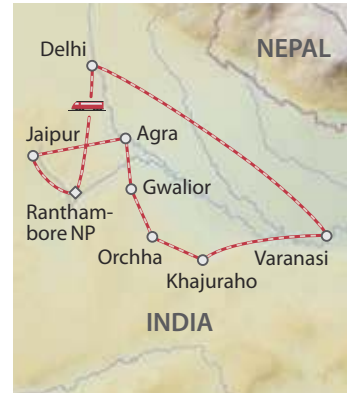 Delhi
NEPAL
Jaipur
Agra
Gwalior
Rantham-
bore NP
Orchha
Varanasi
Khajuraho
INDIA